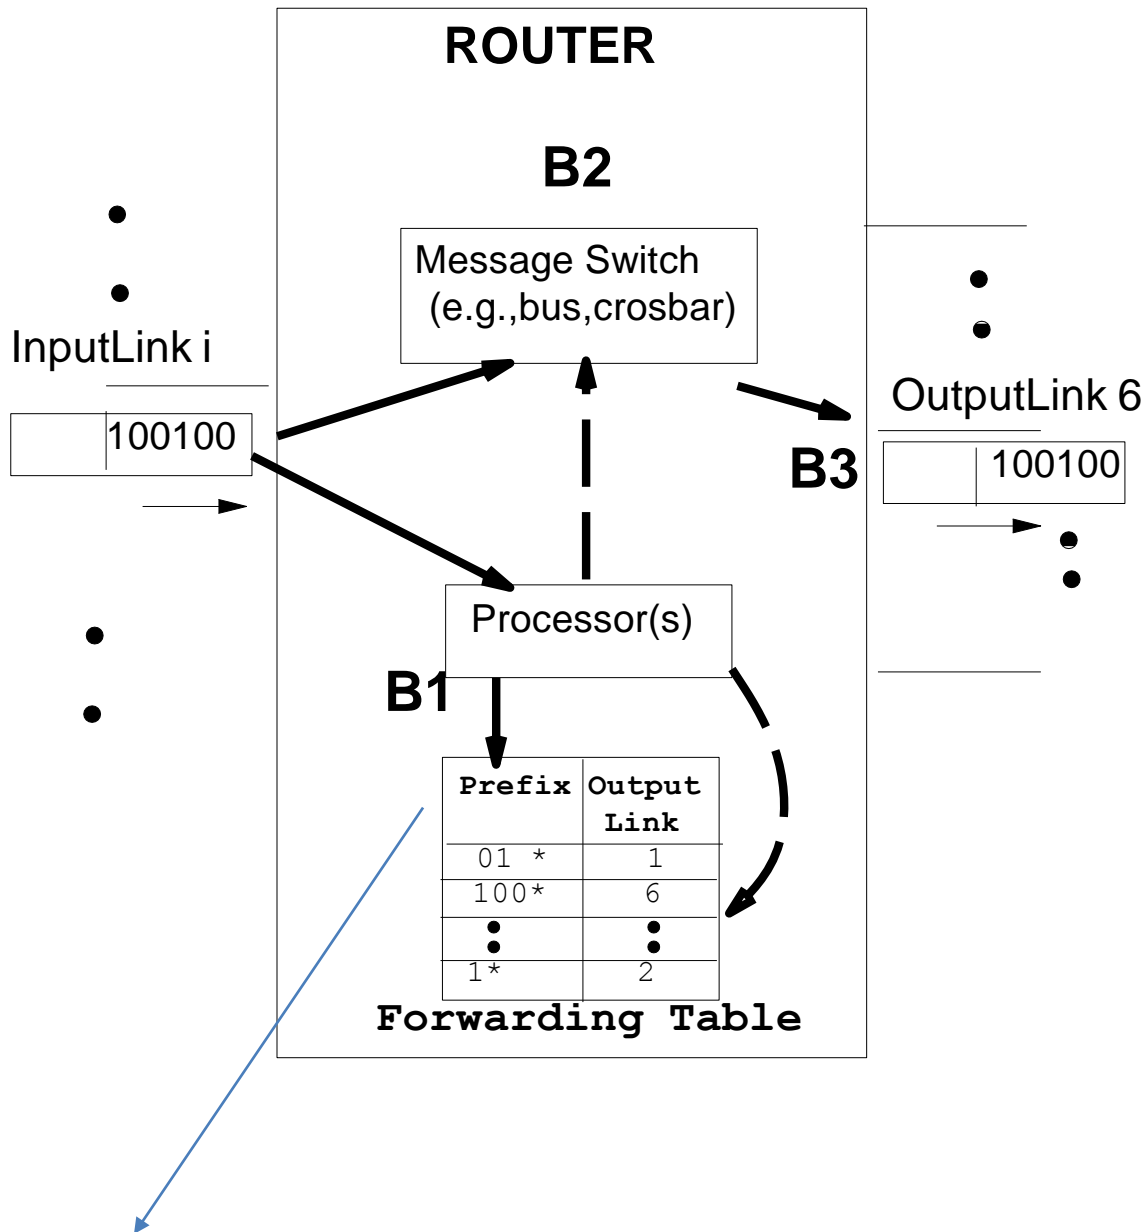 ROUTER
B2
Message Switch
(e.g.,bus,crosbar)
InputLink i
100100
OutputLink 6
100100
B3
Processor(s)
B1
Prefix Output
Link
01 * 1
100* 6
1* 2
Forwarding Table